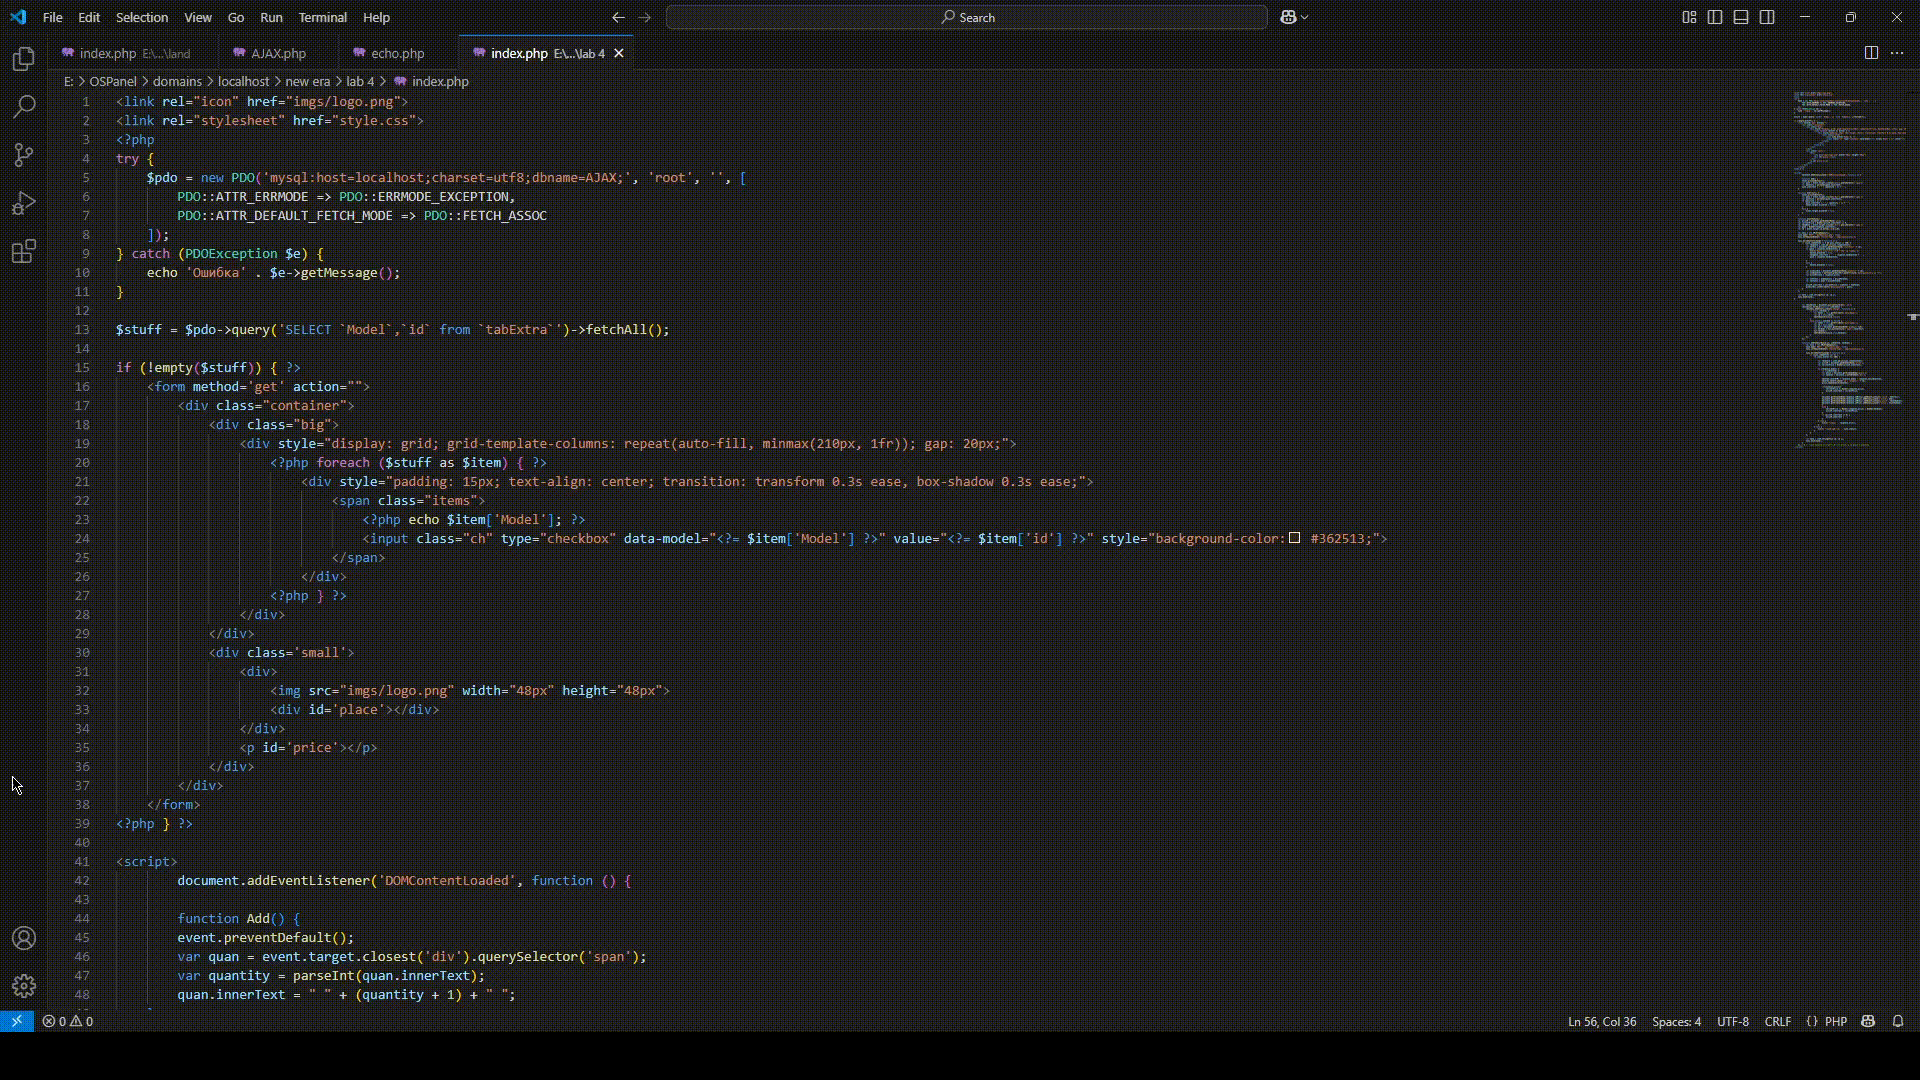 File Edit Selection View Go Run Terminal Help
Search
index.php E:\...\land
AJAX.php
echo.php
index.php E:\...\lab 4
E: > OSPanel > domains > localhost > new era > lab 4 > index.php
1 <link rel="icon" href="imgs/logo.png">
2 <link rel="stylesheet" href="style.css">
3 <?php
4 try {
5 $pdo = new PDO('mysql:host=localhost;charset=utf8;dbname=AJAX;', 'root', '', [
6 PDO::ATTR_ERRMODE => PDO::ERRMODE_EXCEPTION,
7 PDO::ATTR_DEFAULT_FETCH_MODE => PDO::FETCH_ASSOC
8 ]);
9 } catch (PDOException $e) {
10 echo 'Ошибка' . $e->getMessage();
11 }
12
13 $stuff = $pdo->query('SELECT `Model`,`id` from `tabExtra`')->fetchAll();
14
15 if (!empty($stuff)) { ?>
16 <form method='get' action="">
17 <div class="container">
18 <div class="big">
19 <div style="display: grid; grid-template-columns: repeat(auto-fill, minmax(210px, 1fr)); gap: 20px;">
20 <?php foreach ($stuff as $item) { ?>
21 <div style="padding: 15px; text-align: center; transition: transform 0.3s ease, box-shadow 0.3s ease;">
22 <span class="items">
23 <?php echo $item['Model']; ?>
24 <input class="ch" type="checkbox" data-model="<?= $item['Model'] ?>" value="<?= $item['id'] ?>" style="background-color: #362513;">
25 </span>
26 </div>
27 <?php } ?>
28 </div>
29 </div>
30 <div class='small'>
31 <div>
32 <img src="imgs/logo.png" width="48px" height="48px">
33 <div id='place'></div>
34 </div>
35 <p id='price'></p>
36 </div>
37 </div>
38 </form>
39 <?php } ?>
40
41 <script>
42 document.addEventListener('DOMContentLoaded', function () {
43
44 function Add() {
45 event.preventDefault();
46 var quan = event.target.closest('div').querySelector('span');
47 var quantity = parseInt(quan.innerText);
48 quan.innerText = " " + (quantity + 1) + " ";
0 0 Ln 56, Col 36 Spaces: 4 UTF-8 CRLF {} PHP